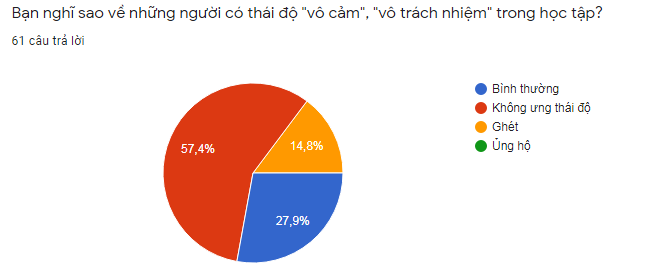 Bạn nghĩ sao về những người có thái độ "vô cảm", "vô trách nhiệm" trong học tập?
61 câu trả lời
Bình thường
Không ưng thái độ
Ghét
Ủng hộ
57,4%
14,8%
27,9%